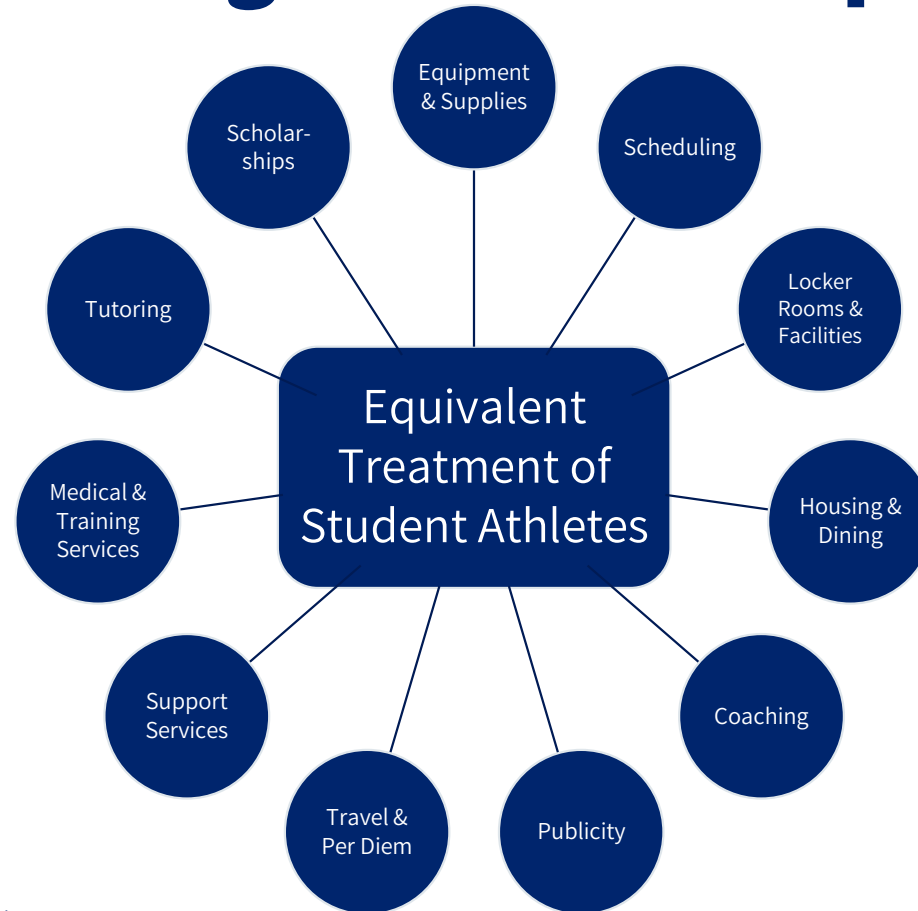 Equipment
& Supplies
Scheduling
Locker
Rooms &
Facilities
Housing &
Dining
Coaching
Publicity
Travel &
Per Diem
Support
Services
Medical &
Training
Services
Tutoring
Scholar-
ships
Equivalent
Treatment of
Student Athletes